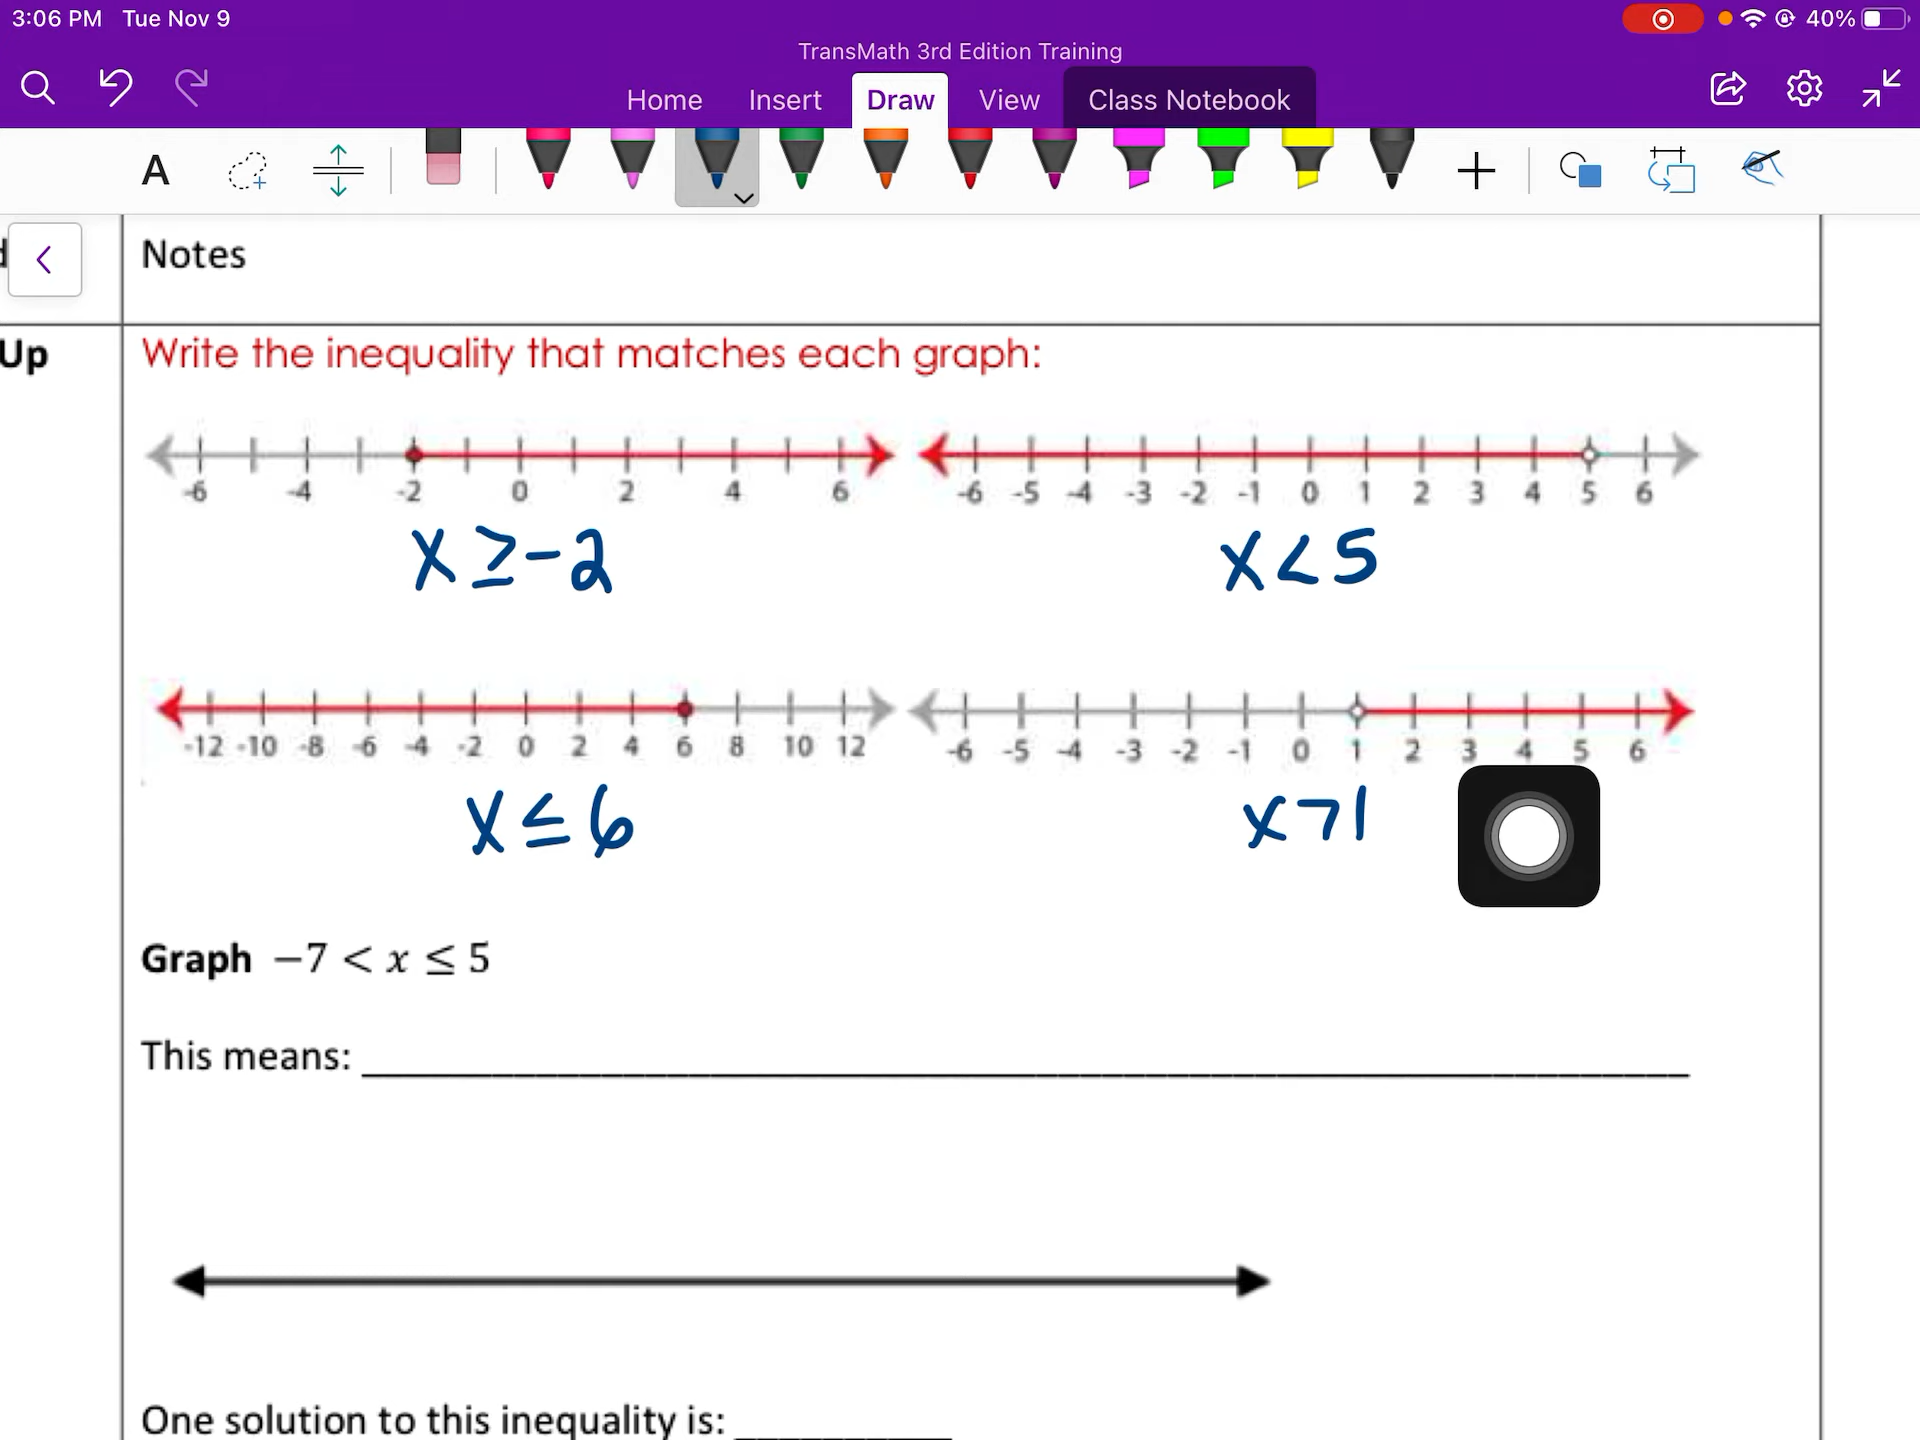 3:06 PM Tue Nov 9
40%
TransMath 3rd Edition Training
Home Insert Draw View Class Notebook
A
d
Notes
Up
Write the inequality that matches each graph:
-6 -4 -2 0 2 4 6
-6 -5 -4 -3 -2 -1 0 1 2 3 4 5 6
x ≥ -2
x < 5
-12 -10 -8 -6 -4 -2 0 2 4 6 8 10 12
-6 -5 -4 -3 -2 -1 0 1 2 3 4 5 6
x ≤ 6
x > 1
Graph −7 < x ≤ 5
This means: ____________________
One solution to this inequality is: __________